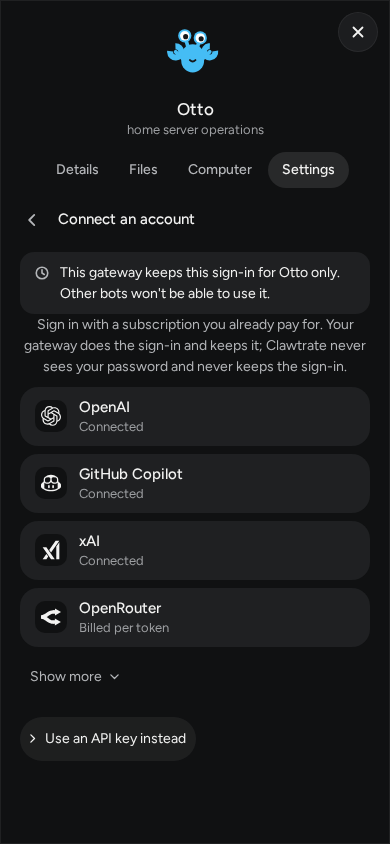 Otto
home server operations
Details Files Computer Settings
Connect an account
This gateway keeps this sign-in for Otto only.
Other bots won't be able to use it.
Sign in with a subscription you already pay for. Your
gateway does the sign-in and keeps it; Clawtrate never
sees your password and never keeps the sign-in.
OpenAI
Connected
GitHub Copilot
Connected
xAI
Connected
OpenRouter
Billed per token
Show more
Use an API key instead